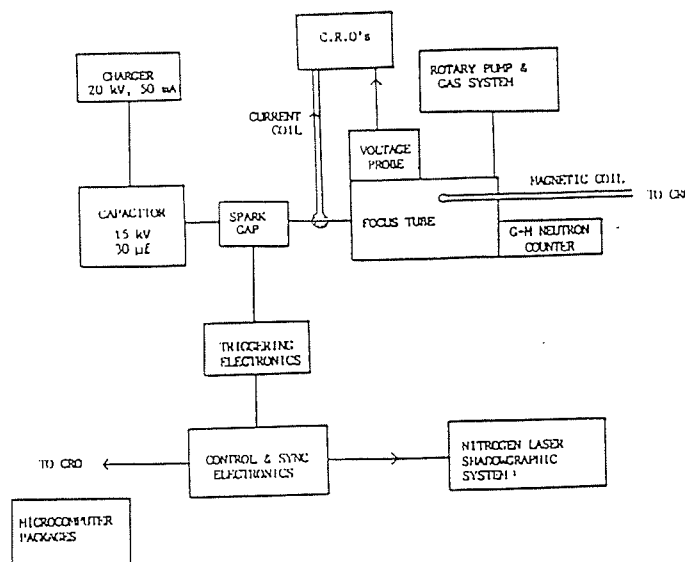 C.R.O's
CHARGER
20 kV, 50 mA
ROTARY PUMP &
GAS SYSTEM
CURRENT
COIL
VOLTAGE
PROBE
MAGNETIC COIL
TO CRO
CAPACITOR
15 kV
30 µf
SPARK
GAP
FOCUS TUBE
G-M NEUTRON
COUNTER
TRIGGERING
ELECTRONICS
TO CRO
CONTROL & SYNC
ELECTRONICS
NITROGEN LASER
SHADOWGRAPHIC
SYSTEM
MICROCOMPUTER
PACKAGES